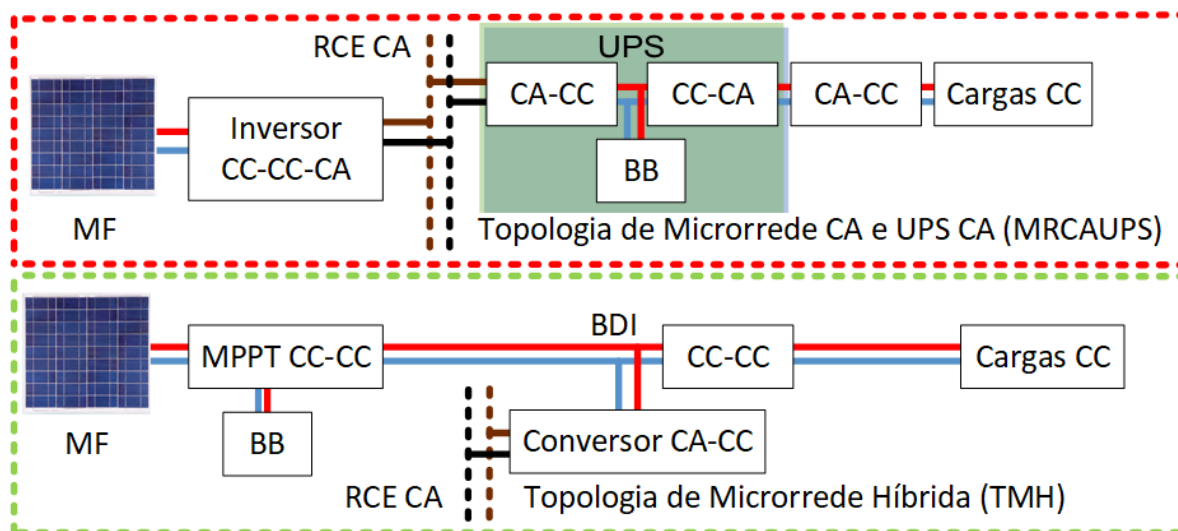 RCE CA
UPS
CA-CC
CC-CA
CA-CC
Cargas CC
Inversor
CC-CC-CA
BB
MF
Topologia de Microrrede CA e UPS CA (MRCAUPS)
BDI
MPPT CC-CC
CC-CC
Cargas CC
MF
BB
Conversor CA-CC
RCE CA
Topologia de Microrrede Híbrida (TMH)